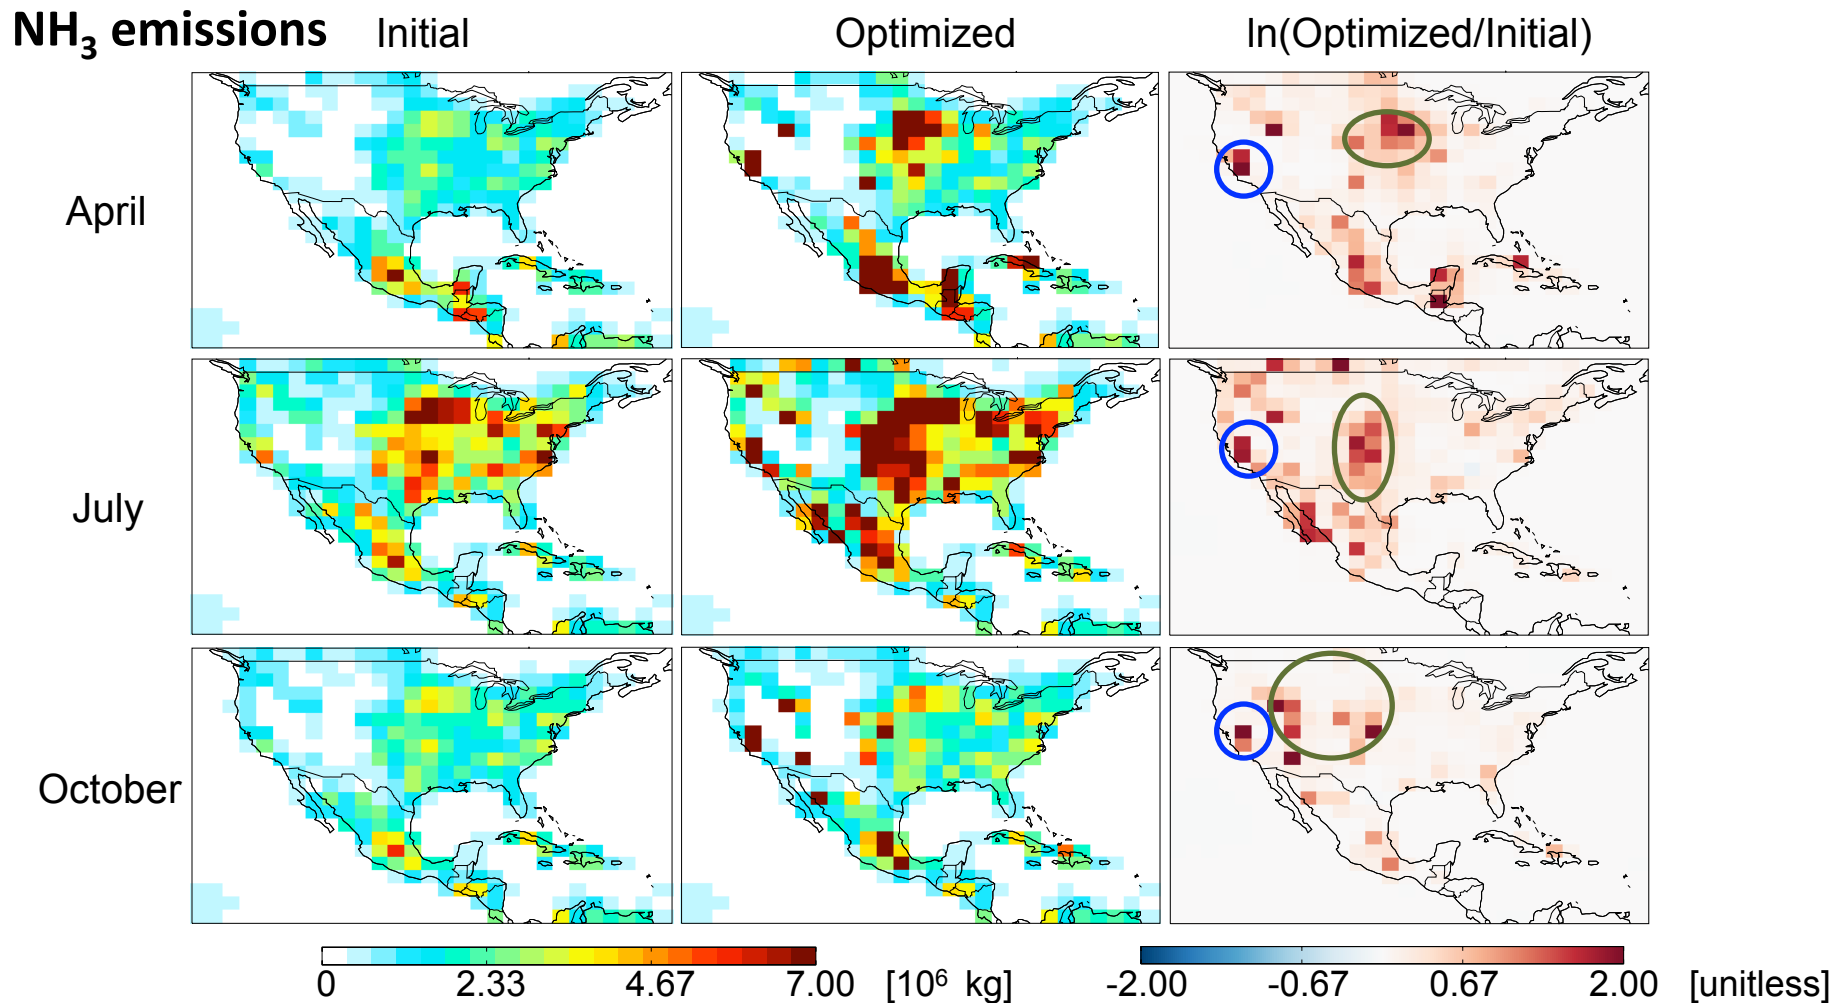 NH₃ emissions Initial Optimized ln(Optimized/Initial)
April
July
October
0 2.33 4.67 7.00 [10⁶ kg] -2.00 -0.67 0.67 2.00 [unitless]